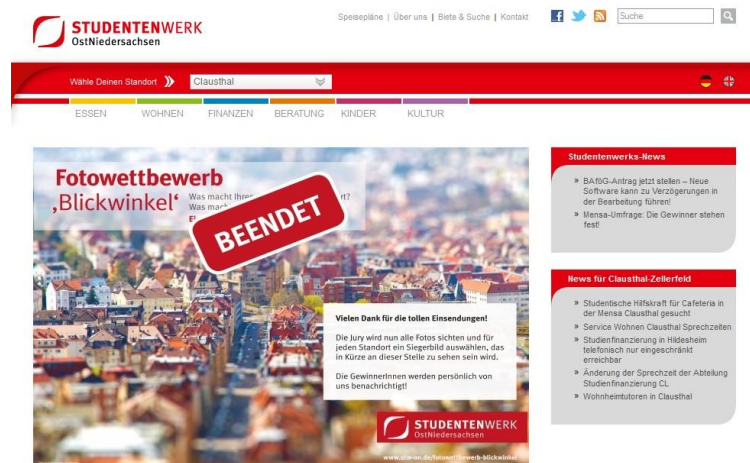 STUDENTENWERK
OstNiedersachsen
Speisepläne | Über uns | Biete & Suche | Kontakt
Suche
Wähle Deinen Standort
Clausthal
ESSEN WOHNEN FINANZEN BERATUNG KINDER KULTUR
Fotowettbewerb
‚Blickwinkel‘
Was macht Ihren
Was mach
BEENDET
Vielen Dank für die tollen Einsendungen!
Die Jury wird nun alle Fotos sichten und für
jeden Standort ein Siegerbild auswählen, das
in Kürze an dieser Stelle zu sehen sein wird.
Die GewinnerInnen werden persönlich von
uns benachrichtigt!
STUDENTENWERK
OstNiedersachsen
www.stw-on.de/fotowettbewerb-blickwinkel
Studentenwerks-News
» BAföG-Antrag jetzt stellen – Neue
Software kann zu Verzögerungen in
der Bearbeitung führen!
» Mensa-Umfrage: Die Gewinner stehen
fest!
News für Clausthal-Zellerfeld
» Studentische Hilfskraft für Cafeteria in
der Mensa Clausthal gesucht
» Service Wohnen Clausthal Sprechzeiten
» Studienfinanzierung in Hildesheim
telefonisch nur eingeschränkt
erreichbar
» Änderung der Sprechzeit der Abteilung
Studienfinanzierung CL
» Wohnheimtutoren in Clausthal